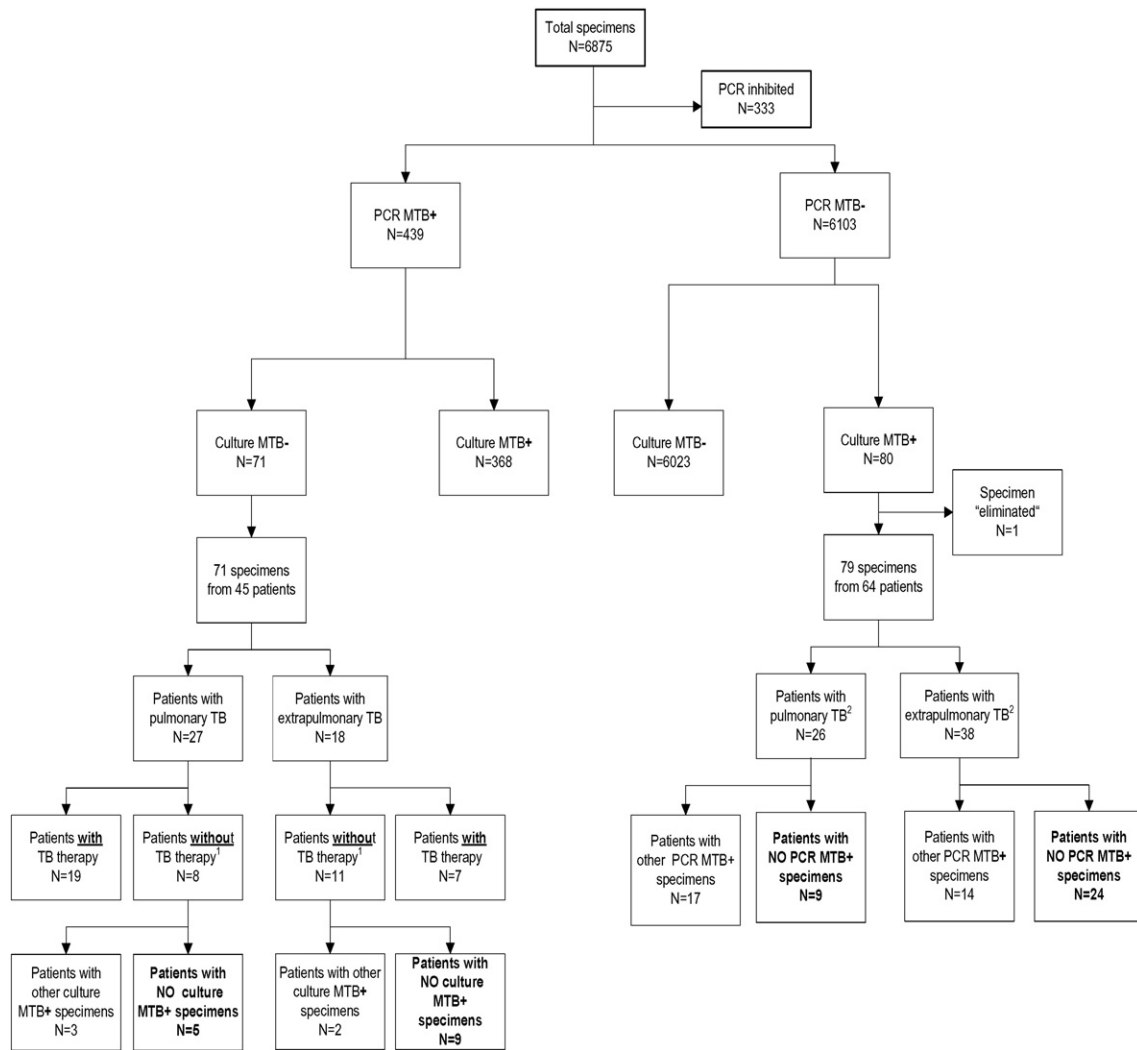 Total specimens
N=6875
PCR inhibited
N=333
PCR MTB+
N=439
PCR MTB-
N=6103
Culture MTB-
N=71
Culture MTB+
N=368
Culture MTB-
N=6023
Culture MTB+
N=80
Specimen
“eliminated“
N=1
71 specimens
from 45 patients
79 specimens
from 64 patients
Patients with
pulmonary TB
N=27
Patients with
extrapulmonary TB
N=18
Patients with
pulmonary TB²
N=26
Patients with
extrapulmonary TB²
N=38
Patients with
TB therapy
N=19
Patients without
TB therapy¹
N=8
Patients without
TB therapy¹
N=11
Patients with
TB therapy
N=7
Patients with
other PCR MTB+
specimens
N=17
Patients with
NO PCR MTB+
specimens
N=9
Patients with
other PCR MTB+
specimens
N=14
Patients with
NO PCR MTB+
specimens
N=24
Patients with
other culture
MTB+ specimens
N=3
Patients with
NO culture
MTB+ specimens
N=5
Patients with other
culture MTB+
specimens
N=2
Patients with
NO culture
MTB+
specimens
N=9